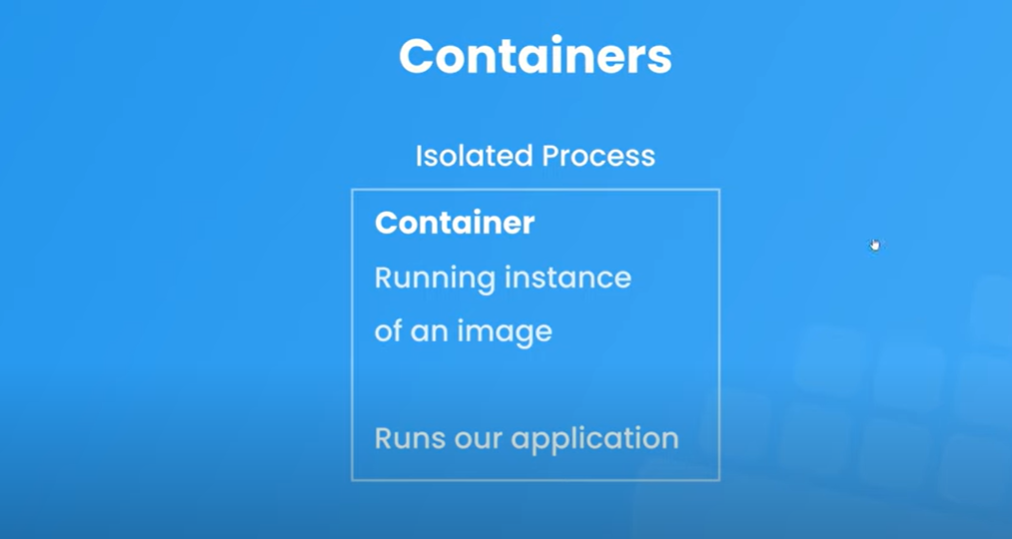 Containers
Isolated Process
Container
Running instance
of an image
Runs our application